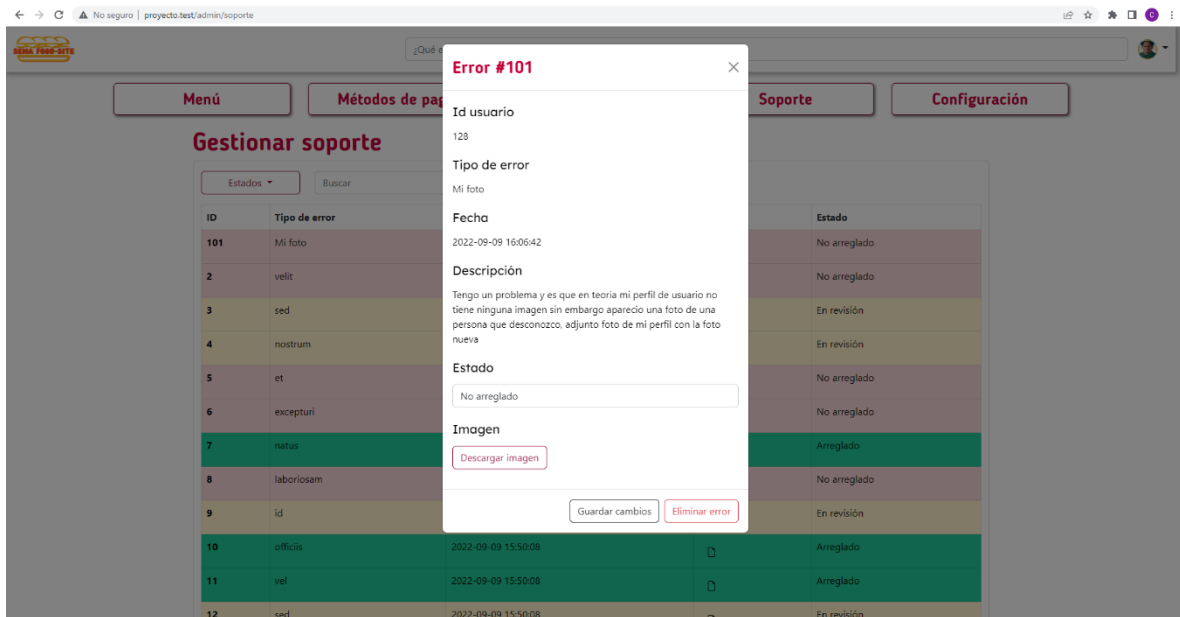 No seguro | proyecto.test/admin/soporte
C
SEMA FOOD-SITE
¿Qué e
Menú
Métodos de pag
Soporte
Configuración
Gestionar soporte
Estados
Buscar
ID Tipo de error Estado
101 Mi foto No arreglado
2 velit No arreglado
3 sed En revisión
4 nostrum En revisión
5 et No arreglado
6 excepturi No arreglado
7 natus Arreglado
8 laboriosam No arreglado
9 id En revisión
10 officiis 2022-09-09 15:50:08 Arreglado
11 vel 2022-09-09 15:50:08 Arreglado
12 sed 2022-09-09 15:50:08 En revisión
Error #101
Id usuario
128
Tipo de error
Mi foto
Fecha
2022-09-09 16:06:42
Descripción
Tengo un problema y es que en teoria mi perfil de usuario no
tiene ninguna imagen sin embargo aparecio una foto de una
persona que desconozco, adjunto foto de mi perfil con la foto
nueva
Estado
No arreglado
Imagen
Descargar imagen
Guardar cambios
Eliminar error